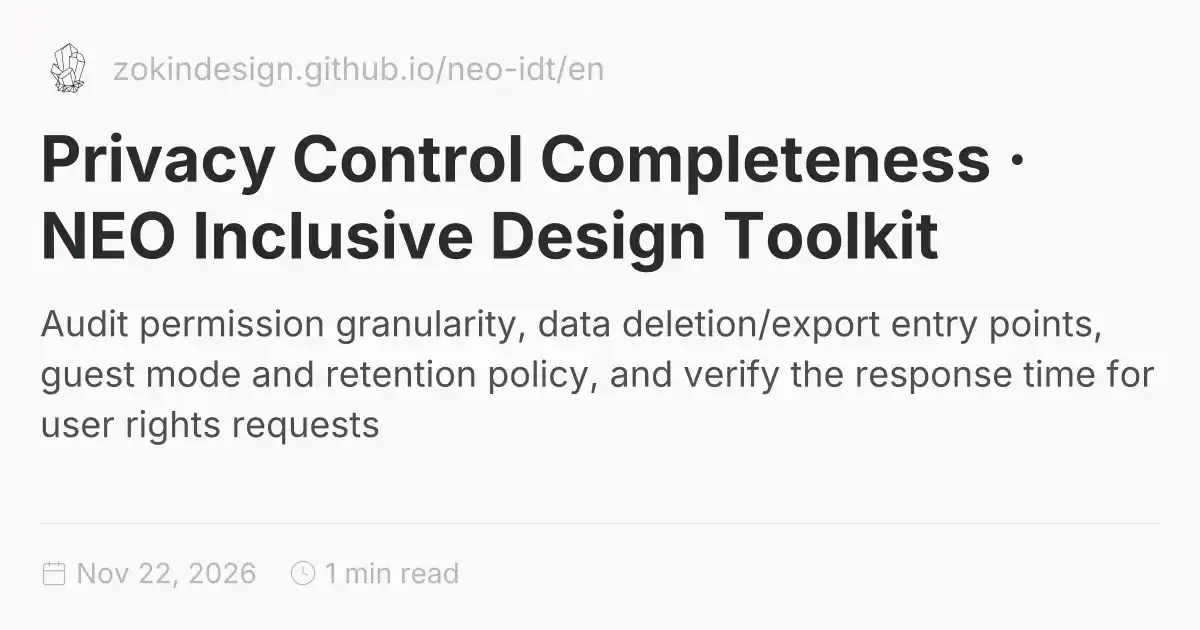 zokindesign.github.io/neo-idt/en
Privacy Control Completeness ·
NEO Inclusive Design Toolkit
Audit permission granularity, data deletion/export entry points,
guest mode and retention policy, and verify the response time for
user rights requests
Nov 22, 2026 1 min read